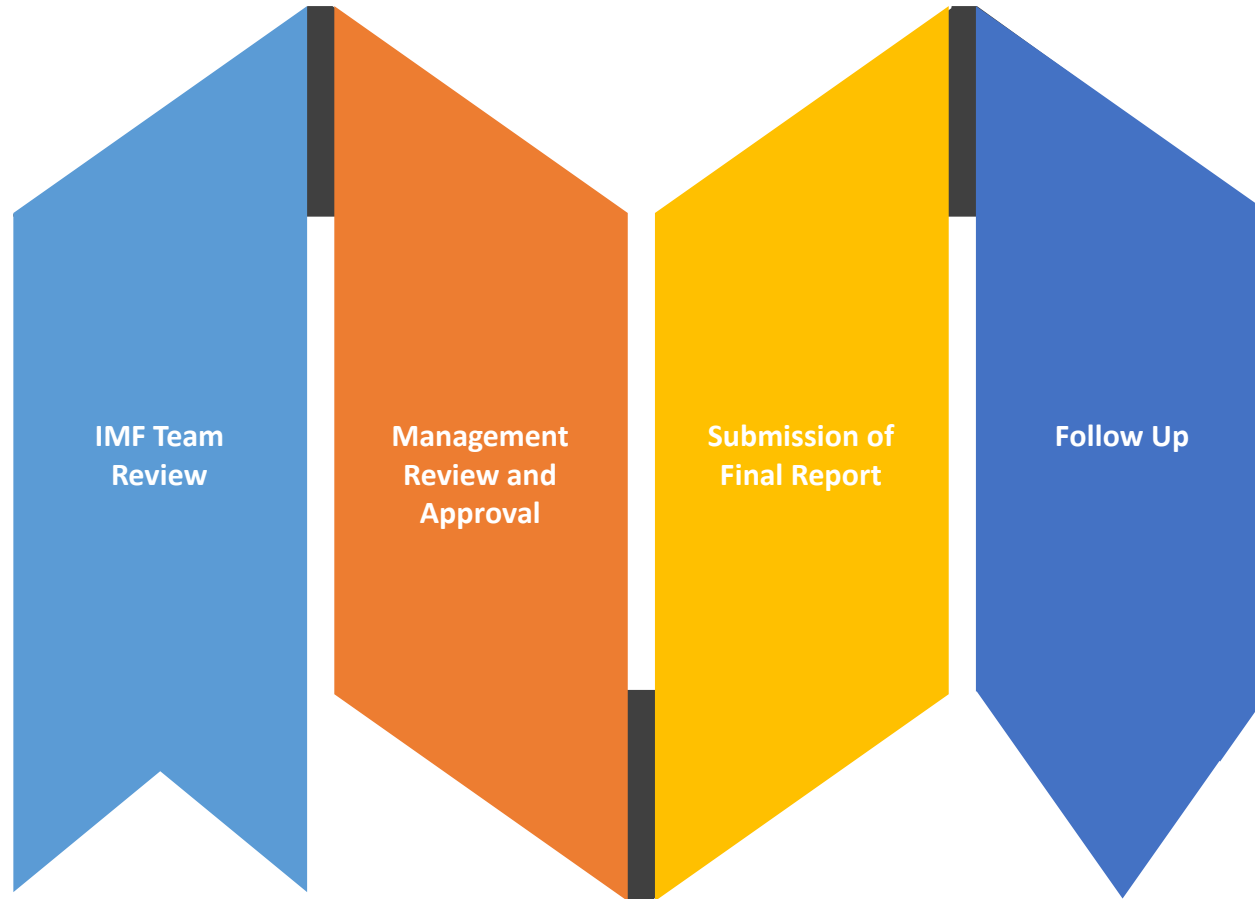 IMF Team
Review
Management
Review and
Approval
Submission of
Final Report
Follow Up